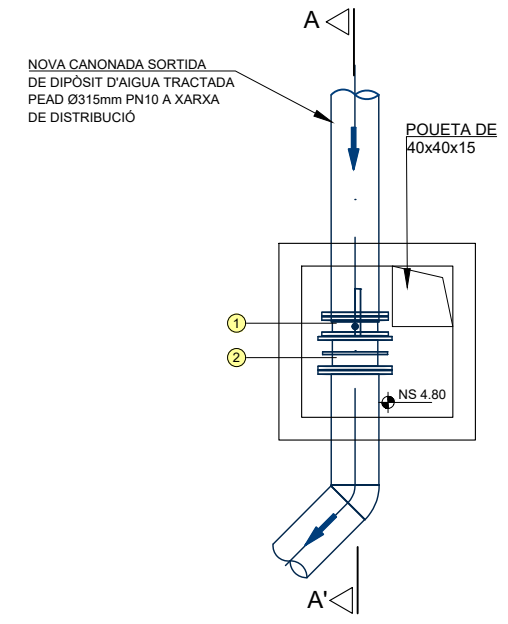 A
NOVA CANONADA SORTIDA
DE DIPÒSIT D'AIGUA TRACTADA
PEAD Ø315mm PN10 A XARXA
DE DISTRIBUCIÓ
POUETA DE
40x40x15
1
2
NS 4.80
A'